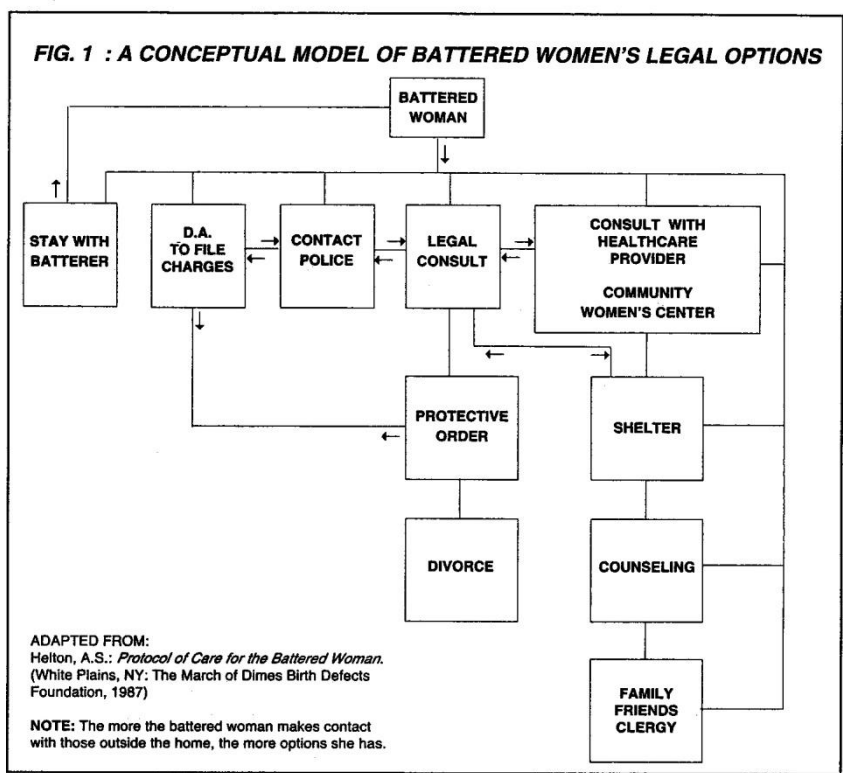 FIG. 1 : A CONCEPTUAL MODEL OF BATTERED WOMEN'S LEGAL OPTIONS
BATTERED
WOMAN
STAY WITH
BATTERER
D.A.
TO FILE
CHARGES
CONTACT
POLICE
LEGAL
CONSULT
CONSULT WITH
HEALTHCARE
PROVIDER
COMMUNITY
WOMEN'S CENTER
PROTECTIVE
ORDER
SHELTER
DIVORCE
COUNSELING
FAMILY
FRIENDS
CLERGY
ADAPTED FROM:
Helton, A.S.: Protocol of Care for the Battered Woman.
(White Plains, NY: The March of Dimes Birth Defects
Foundation, 1987)
NOTE: The more the battered woman makes contact
with those outside the home, the more options she has.